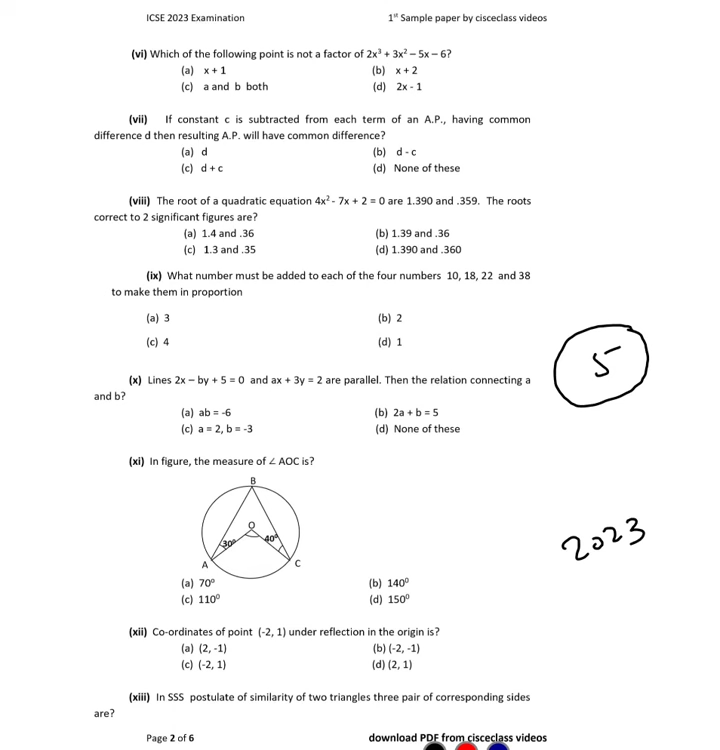 ICSE 2023 Examination 1st Sample paper by cisceclass videos
(vi) Which of the following point is not a factor of 2x³ + 3x² – 5x – 6?
(a) x + 1 (b) x + 2
(c) a and b both (d) 2x - 1
(vii) If constant c is subtracted from each term of an A.P., having common
difference d then resulting A.P. will have common difference?
(a) d (b) d - c
(c) d + c (d) None of these
(viii) The root of a quadratic equation 4x² - 7x + 2 = 0 are 1.390 and .359. The roots
correct to 2 significant figures are?
(a) 1.4 and .36 (b) 1.39 and .36
(c) 1.3 and .35 (d) 1.390 and .360
(ix) What number must be added to each of the four numbers 10, 18, 22 and 38
to make them in proportion
(a) 3 (b) 2
(c) 4 (d) 1
5
(x) Lines 2x – by + 5 = 0 and ax + 3y = 2 are parallel. Then the relation connecting a
and b?
(a) ab = -6 (b) 2a + b = 5
(c) a = 2, b = -3 (d) None of these
(xi) In figure, the measure of ∠ AOC is?
B
O
30⁰ 40⁰
A C
2023
(a) 70⁰ (b) 140⁰
(c) 110⁰ (d) 150⁰
(xii) Co-ordinates of point (-2, 1) under reflection in the origin is?
(a) (2, -1) (b) (-2, -1)
(c) (-2, 1) (d) (2, 1)
(xiii) In SSS postulate of similarity of two triangles three pair of corresponding sides
are?
Page 2 of 6 download PDF from cisceclass videos